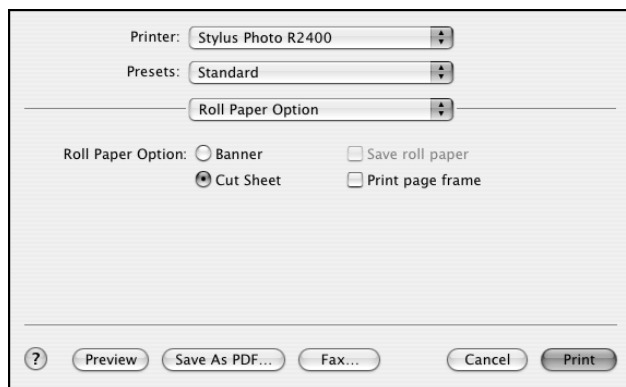 Printer: Stylus Photo R2400
Presets: Standard
Roll Paper Option
Roll Paper Option: Banner Save roll paper
Cut Sheet Print page frame
? Preview Save As PDF... Fax... Cancel Print